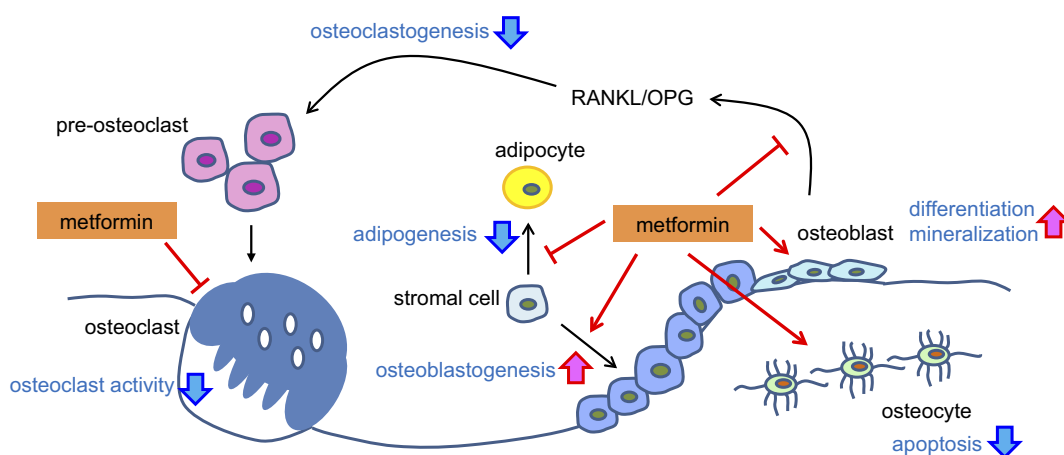 osteoclastogenesis
RANKL/OPG
pre-osteoclast
adipocyte
metformin
metformin
differentiation
mineralization
osteoblast
adipogenesis
stromal cell
osteoclast
osteoclast activity
osteoblastogenesis
osteocyte
apoptosis